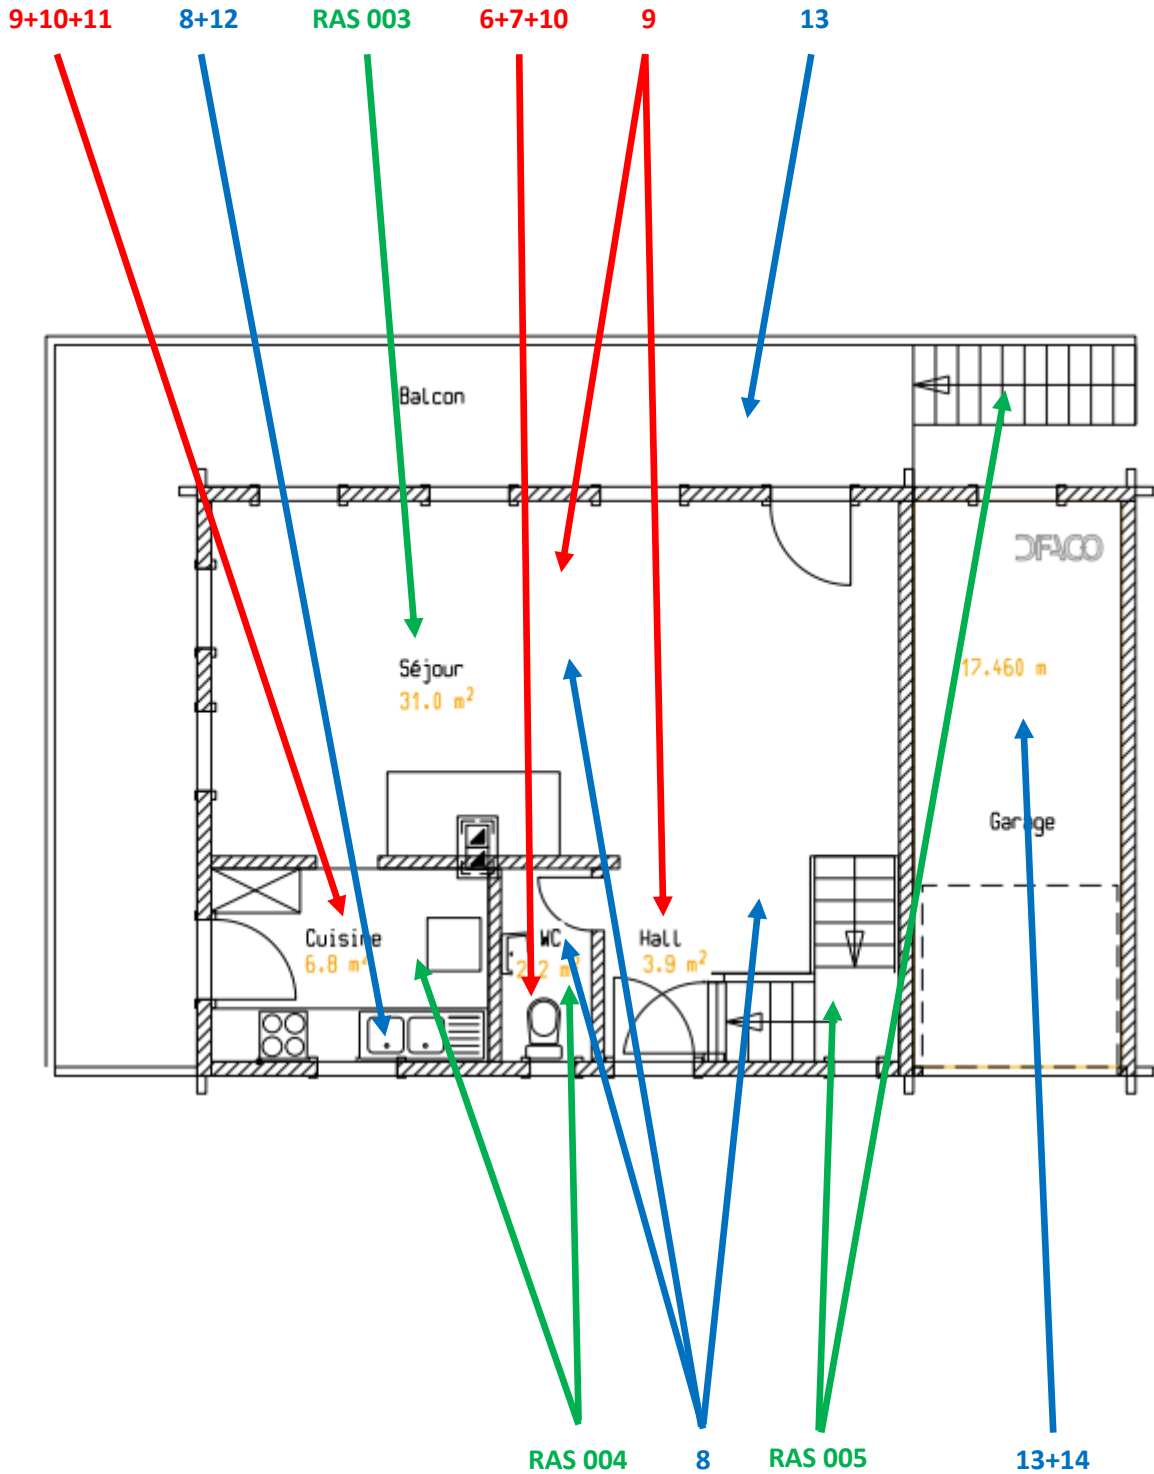 9+10+11 8+12 RAS 003 6+7+10 9 13
Balcon
DFACO
Séjour
31.0 m²
17.460 m
Garage
Cuisine
6.8 m²
WC
2.2 m²
Hall
3.9 m²
RAS 004 8 RAS 005 13+14